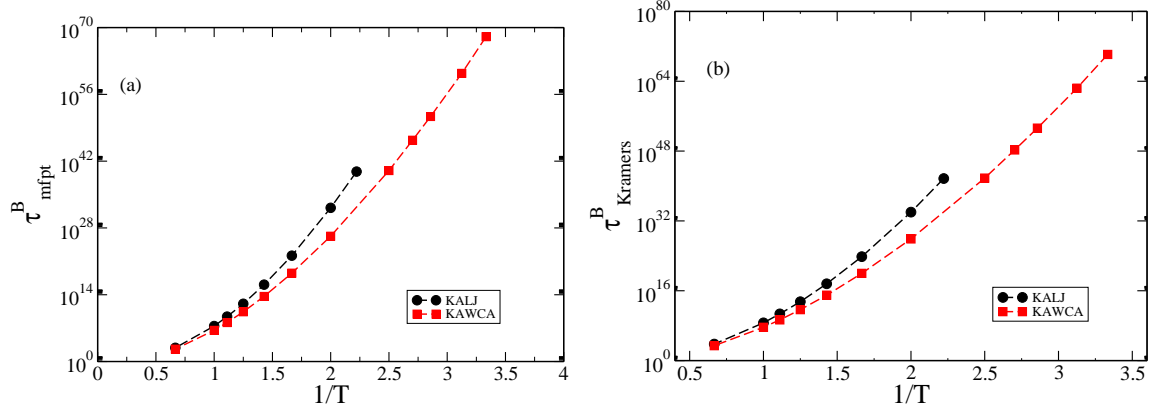 (a)
τ^B_mfpt
10^70
10^56
10^42
10^28
10^14
10^0
0 0.5 1 1.5 2 2.5 3 3.5 4
1/T
KALJ
KAWCA
(b)
τ^B_Kramers
10^80
10^64
10^48
10^32
10^16
10^0
0.5 1 1.5 2 2.5 3 3.5
1/T
KALJ
KAWCA